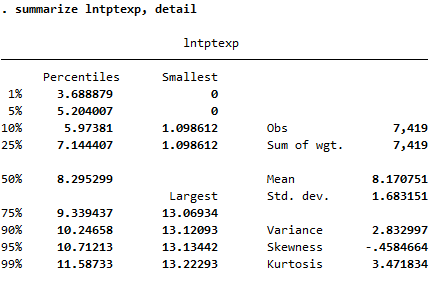 . summarize lntptexp, detail
lntptexp
Percentiles Smallest
1% 3.688879 0
5% 5.204007 0
10% 5.97381 1.098612 Obs 7,419
25% 7.144407 1.098612 Sum of wgt. 7,419
50% 8.295299 Mean 8.170751
Largest Std. dev. 1.683151
75% 9.339437 13.06934
90% 10.24658 13.12093 Variance 2.832997
95% 10.71213 13.13442 Skewness -.4584664
99% 11.58733 13.22293 Kurtosis 3.471834